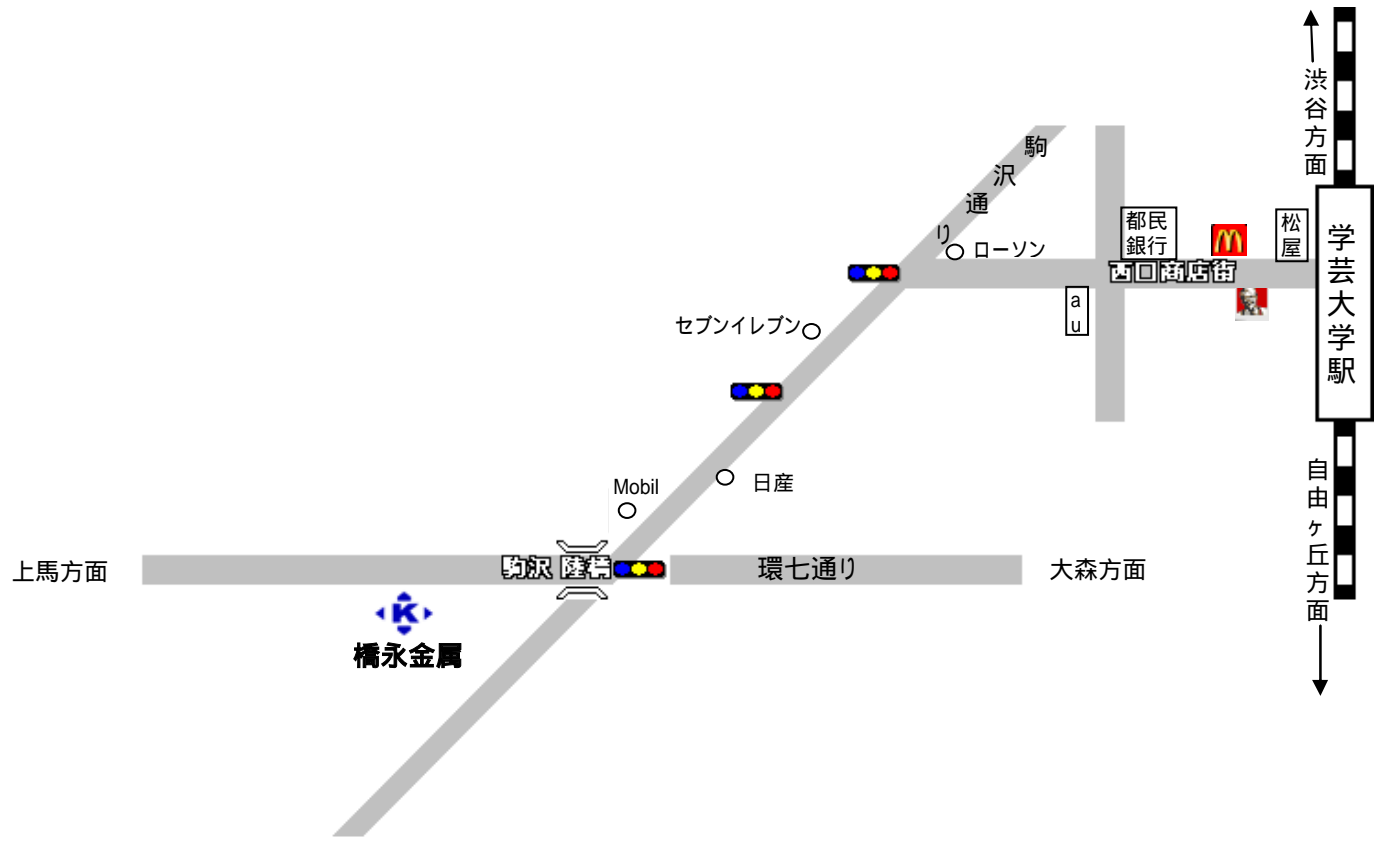 渋谷方面
駒沢通り
都民
銀行
松屋
学芸大学駅
ローソン
西口商店街
au
セブンイレブン
日産
Mobil
自由ヶ丘方面
上馬方面
駒沢 陸橋
環七通り
大森方面
K
橋永金属